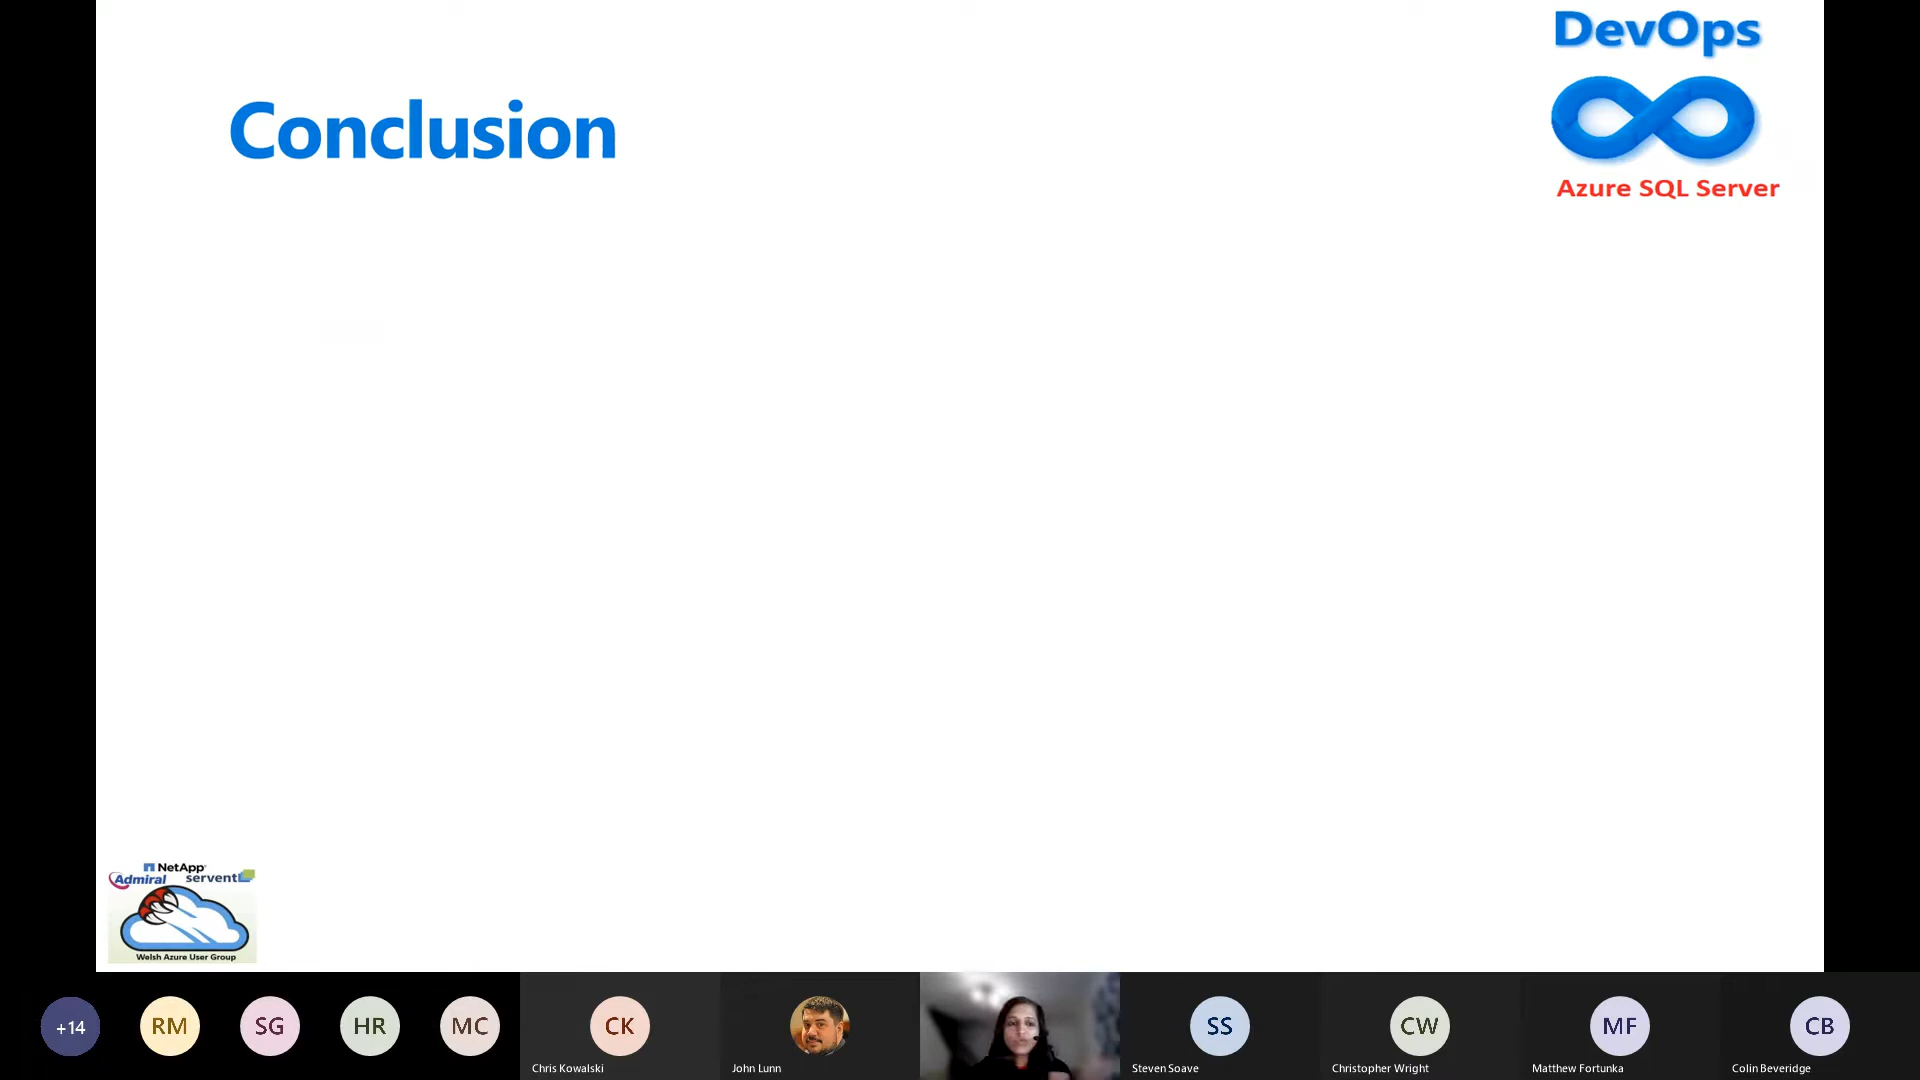 DevOps
Conclusion
Azure SQL Server
NetApp
Admiral servent
Welsh Azure User Group
+14
RM
SG
HR
MC
CK
SS
CW
MF
CB
Chris Kowalski
John Lunn
Steven Soave
Christopher Wright
Matthew Fortunka
Colin Beveridge